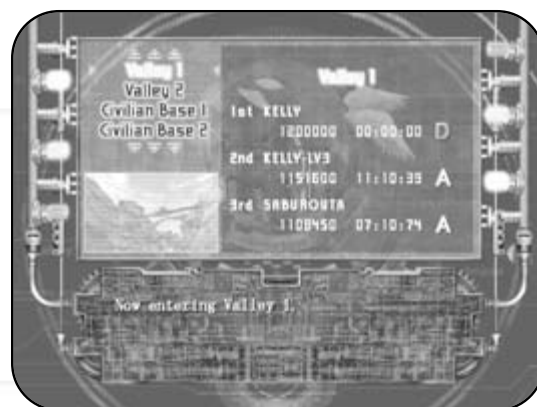 Valley 1
Valley 2
Civilian Base 1
Civilian Base 2
Valley 1
1st KELLY
1200000 00:00:00 D
2nd KELLY-LV3
1151600 11:10:39 A
3rd SABUROUTA
1108450 07:10:74 A
Now entering Valley 1.